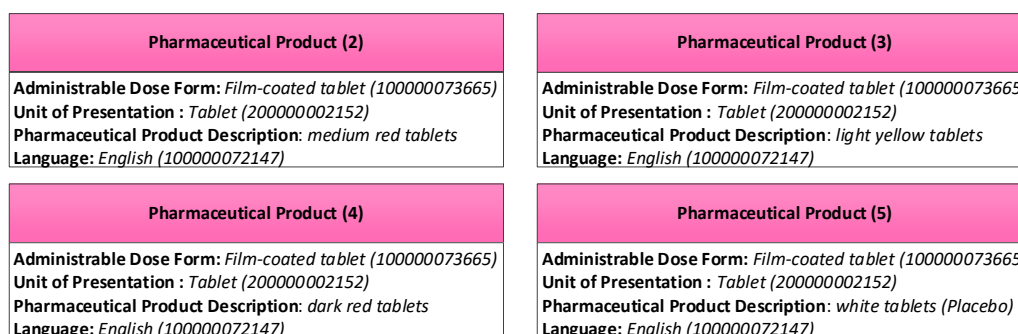 Pharmaceutical Product (2)
Administrable Dose Form: Film-coated tablet (100000073665)
Unit of Presentation : Tablet (200000002152)
Pharmaceutical Product Description: medium red tablets
Language: English (100000072147)
Pharmaceutical Product (3)
Administrable Dose Form: Film-coated tablet (100000073665
Unit of Presentation : Tablet (200000002152)
Pharmaceutical Product Description: light yellow tablets
Language: English (100000072147)
Pharmaceutical Product (4)
Administrable Dose Form: Film-coated tablet (100000073665)
Unit of Presentation : Tablet (200000002152)
Pharmaceutical Product Description: dark red tablets
Language: English (100000072147)
Pharmaceutical Product (5)
Administrable Dose Form: Film-coated tablet (100000073665
Unit of Presentation : Tablet (200000002152)
Pharmaceutical Product Description: white tablets (Placebo)
Language: English (100000072147)